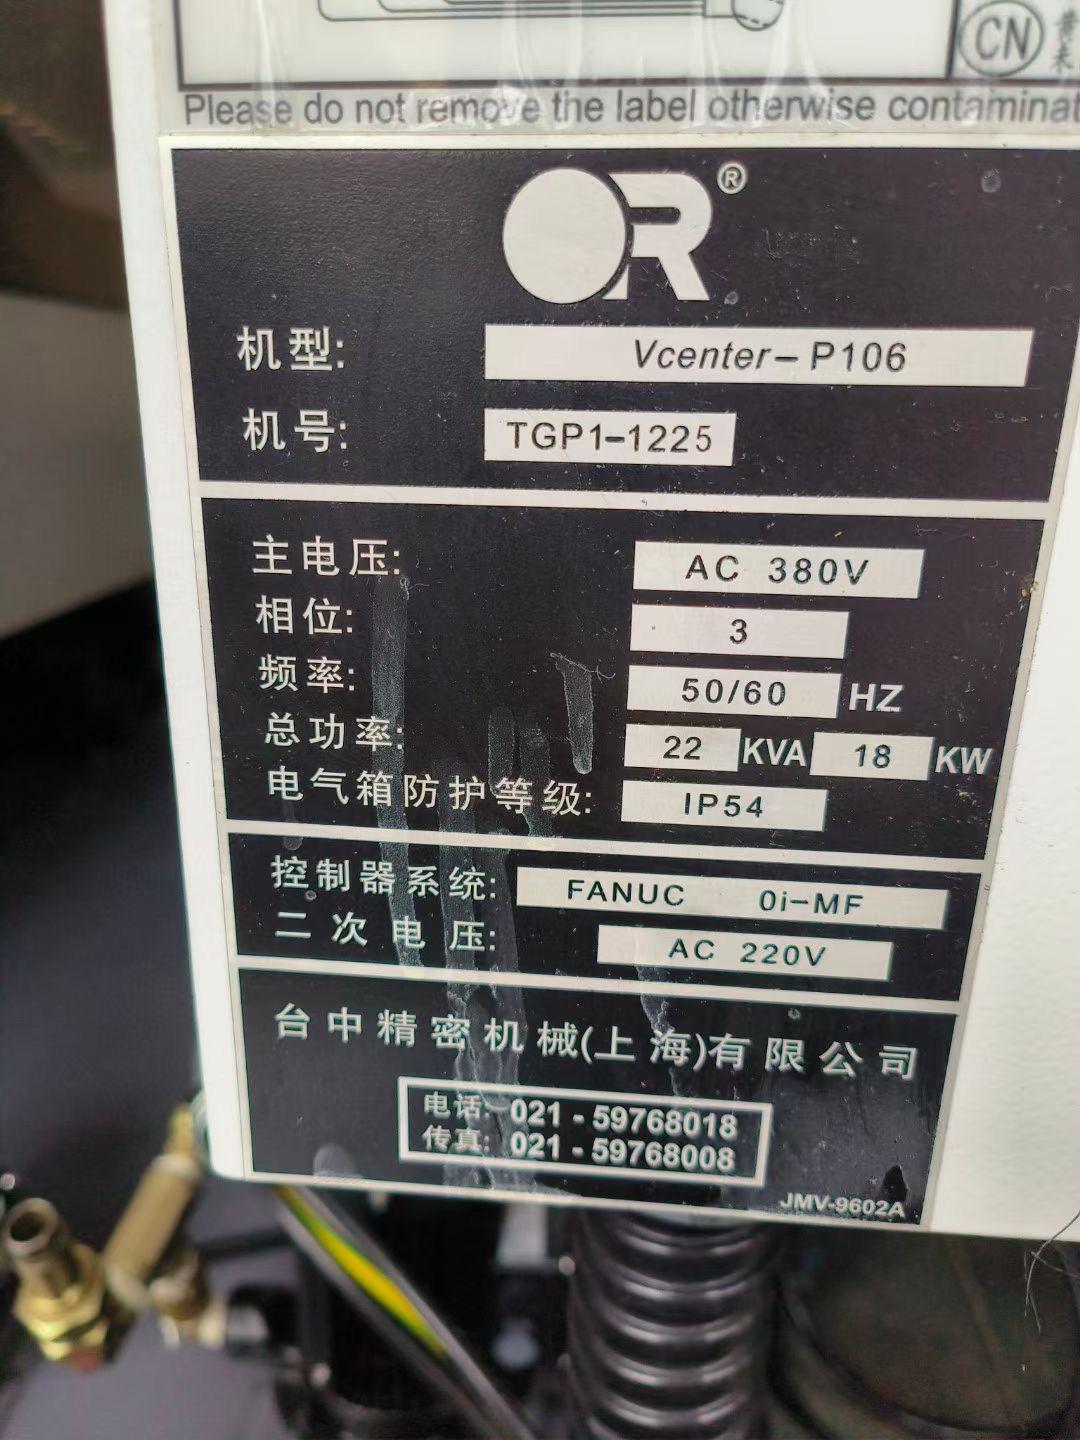 CN
Please do not remove the label otherwise contaminat
OR®
机型: Vcenter-P106
机号: TGP1-1225
主电压: AC 380V
相位: 3
频率: 50/60 HZ
总功率: 22 KVA 18 KW
电气箱防护等级: IP54
控制器系统: FANUC 0i-MF
二次电压: AC 220V
台中精密机械(上海)有限公司
电话: 021-59768018
传真: 021-59768008
JMV-9602A